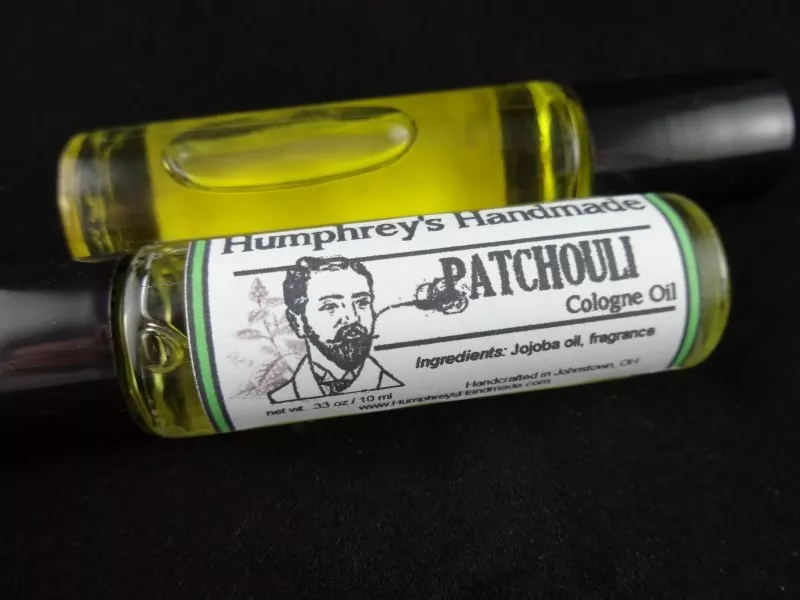 Humphrey's Handmade
PATCHOULI
Cologne Oil
Ingredients: Jojoba oil, fragrance
Handcrafted in Johnstown, OH
net wt. .33 oz / 10 ml
www.HumphreysHandmade.com